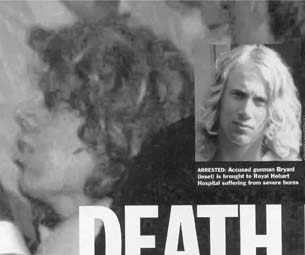 ARRESTED: Accused gunman Bryant
(inset) is brought to Royal Hobart
Hospital suffering from severe burns
DEATH